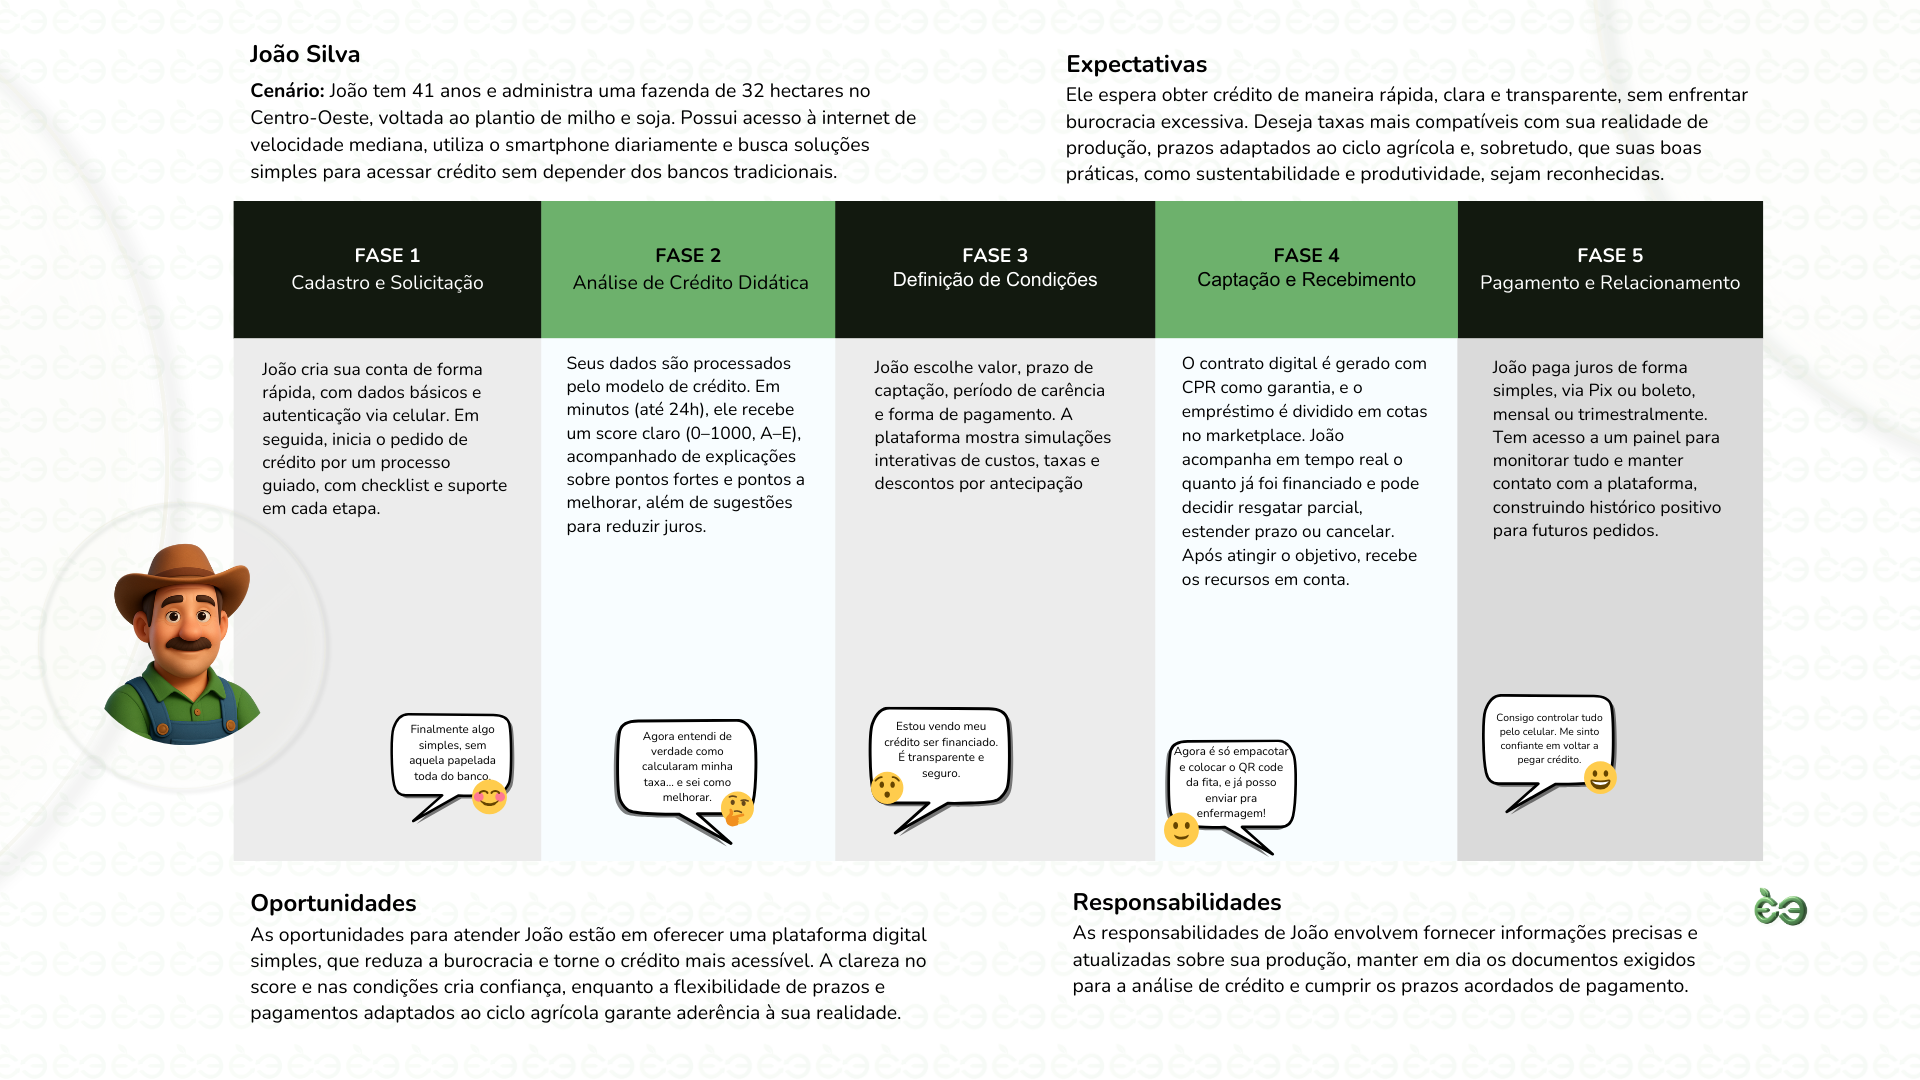 João Silva
Cenário: João tem 41 anos e administra uma fazenda de 32 hectares no
Centro-Oeste, voltada ao plantio de milho e soja. Possui acesso à internet de
velocidade mediana, utiliza o smartphone diariamente e busca soluções
simples para acessar crédito sem depender dos bancos tradicionais.
Expectativas
Ele espera obter crédito de maneira rápida, clara e transparente, sem enfrentar
burocracia excessiva. Deseja taxas mais compatíveis com sua realidade de
produção, prazos adaptados ao ciclo agrícola e, sobretudo, que suas boas
práticas, como sustentabilidade e produtividade, sejam reconhecidas.
FASE 1
Cadastro e Solicitação
João cria sua conta de forma
rápida, com dados básicos e
autenticação via celular. Em
seguida, inicia o pedido de
crédito por um processo
guiado, com checklist e suporte
em cada etapa.
Finalmente algo
simples, sem
aquela papelada
toda do banco.
FASE 2
Análise de Crédito Didática
Seus dados são processados
pelo modelo de crédito. Em
minutos (até 24h), ele recebe
um score claro (0–1000, A–E),
acompanhado de explicações
sobre pontos fortes e pontos a
melhorar, além de sugestões
para reduzir juros.
Agora entendi de
verdade como
calcularam minha
taxa... e sei como
melhorar.
FASE 3
Definição de Condições
João escolhe valor, prazo de
captação, período de carência
e forma de pagamento. A
plataforma mostra simulações
interativas de custos, taxas e
descontos por antecipação
Estou vendo meu
crédito ser financiado.
É transparente e
seguro.
FASE 4
Captação e Recebimento
O contrato digital é gerado com
CPR como garantia, e o
empréstimo é dividido em cotas
no marketplace. João
acompanha em tempo real o
quanto já foi financiado e pode
decidir resgatar parcial,
estender prazo ou cancelar.
Após atingir o objetivo, recebe
os recursos em conta.
Agora é só empacotar
e colocar o QR code
da fita, e já posso
enviar pra
enfermagem!
FASE 5
Pagamento e Relacionamento
João paga juros de forma
simples, via Pix ou boleto,
mensal ou trimestralmente.
Tem acesso a um painel para
monitorar tudo e manter
contato com a plataforma,
construindo histórico positivo
para futuros pedidos.
Consigo controlar tudo
pelo celular. Me sinto
confiante em voltar a
pegar crédito.
Oportunidades
As oportunidades para atender João estão em oferecer uma plataforma digital
simples, que reduza a burocracia e torne o crédito mais acessível. A clareza no
score e nas condições cria confiança, enquanto a flexibilidade de prazos e
pagamentos adaptados ao ciclo agrícola garante aderência à sua realidade.
Responsabilidades
As responsabilidades de João envolvem fornecer informações precisas e
atualizadas sobre sua produção, manter em dia os documentos exigidos
para a análise de crédito e cumprir os prazos acordados de pagamento.